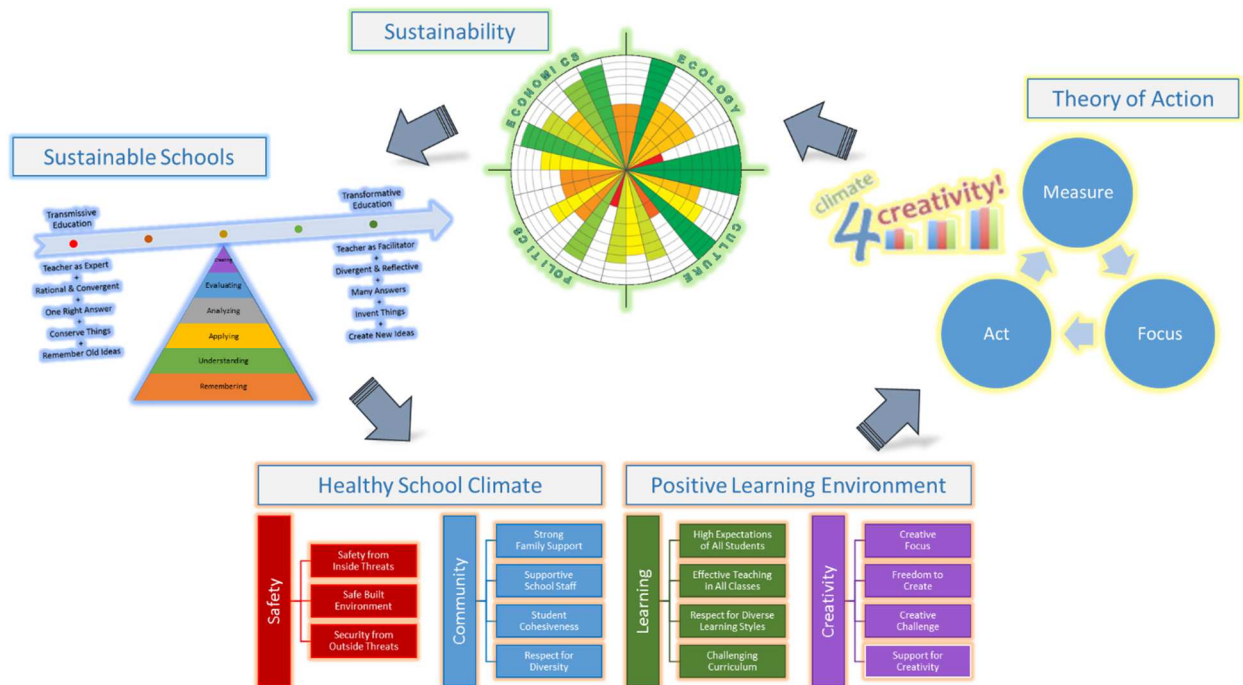 Sustainability
ECONOMICS
ECOLOGY
POLITICS
CULTURE
Theory of Action
Measure
Focus
Act
climate
4creativity!
Sustainable Schools
Transmissive
Education
Transformative
Education
Teacher as Expert
+
Rational & Convergent
+
One Right Answer
+
Conserve Things
+
Remember Old Ideas
Creating
Evaluating
Analyzing
Applying
Understanding
Remembering
Teacher as Facilitator
+
Divergent & Reflective
+
Many Answers
+
Invent Things
+
Create New Ideas
Healthy School Climate
Safety
Safety from
Inside Threats
Safe Built
Environment
Security from
Outside Threats
Community
Strong
Family Support
Supportive
School Staff
Student
Cohesiveness
Respect for
Diversity
Positive Learning Environment
Learning
High Expectations
of All Students
Effective Teaching
in All Classes
Respect for Diverse
Learning Styles
Challenging
Curriculum
Creativity
Creative
Focus
Freedom to
Create
Creative
Challenge
Support for
Creativity